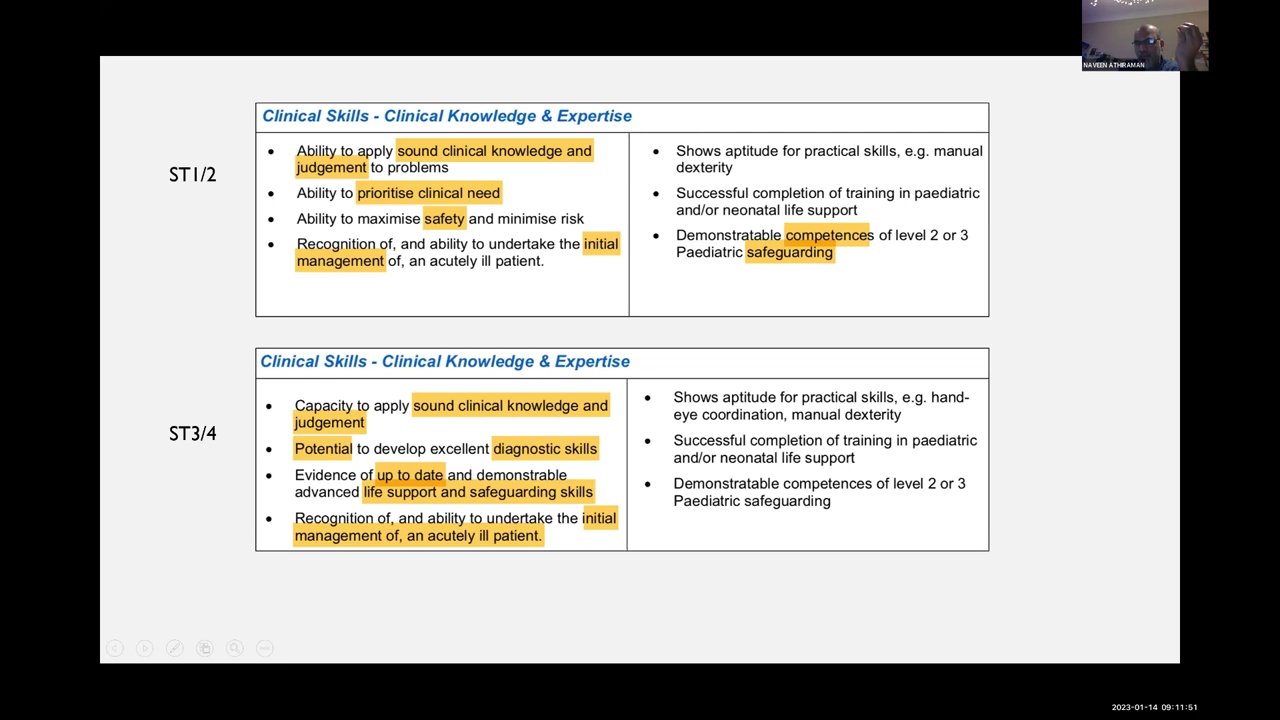 NAVEEN ATHIRAMAN
Clinical Skills - Clinical Knowledge & Expertise
ST1/2
• Ability to apply sound clinical knowledge and
judgement to problems
• Ability to prioritise clinical need
• Ability to maximise safety and minimise risk
• Recognition of, and ability to undertake the initial
management of, an acutely ill patient.
• Shows aptitude for practical skills, e.g. manual
dexterity
• Successful completion of training in paediatric
and/or neonatal life support
• Demonstratable competences of level 2 or 3
Paediatric safeguarding
Clinical Skills - Clinical Knowledge & Expertise
ST3/4
• Capacity to apply sound clinical knowledge and
judgement
• Potential to develop excellent diagnostic skills
• Evidence of up to date and demonstrable
advanced life support and safeguarding skills
• Recognition of, and ability to undertake the initial
management of, an acutely ill patient.
• Shows aptitude for practical skills, e.g. hand-
eye coordination, manual dexterity
• Successful completion of training in paediatric
and/or neonatal life support
• Demonstratable competences of level 2 or 3
Paediatric safeguarding
2023-01-14 09:11:51